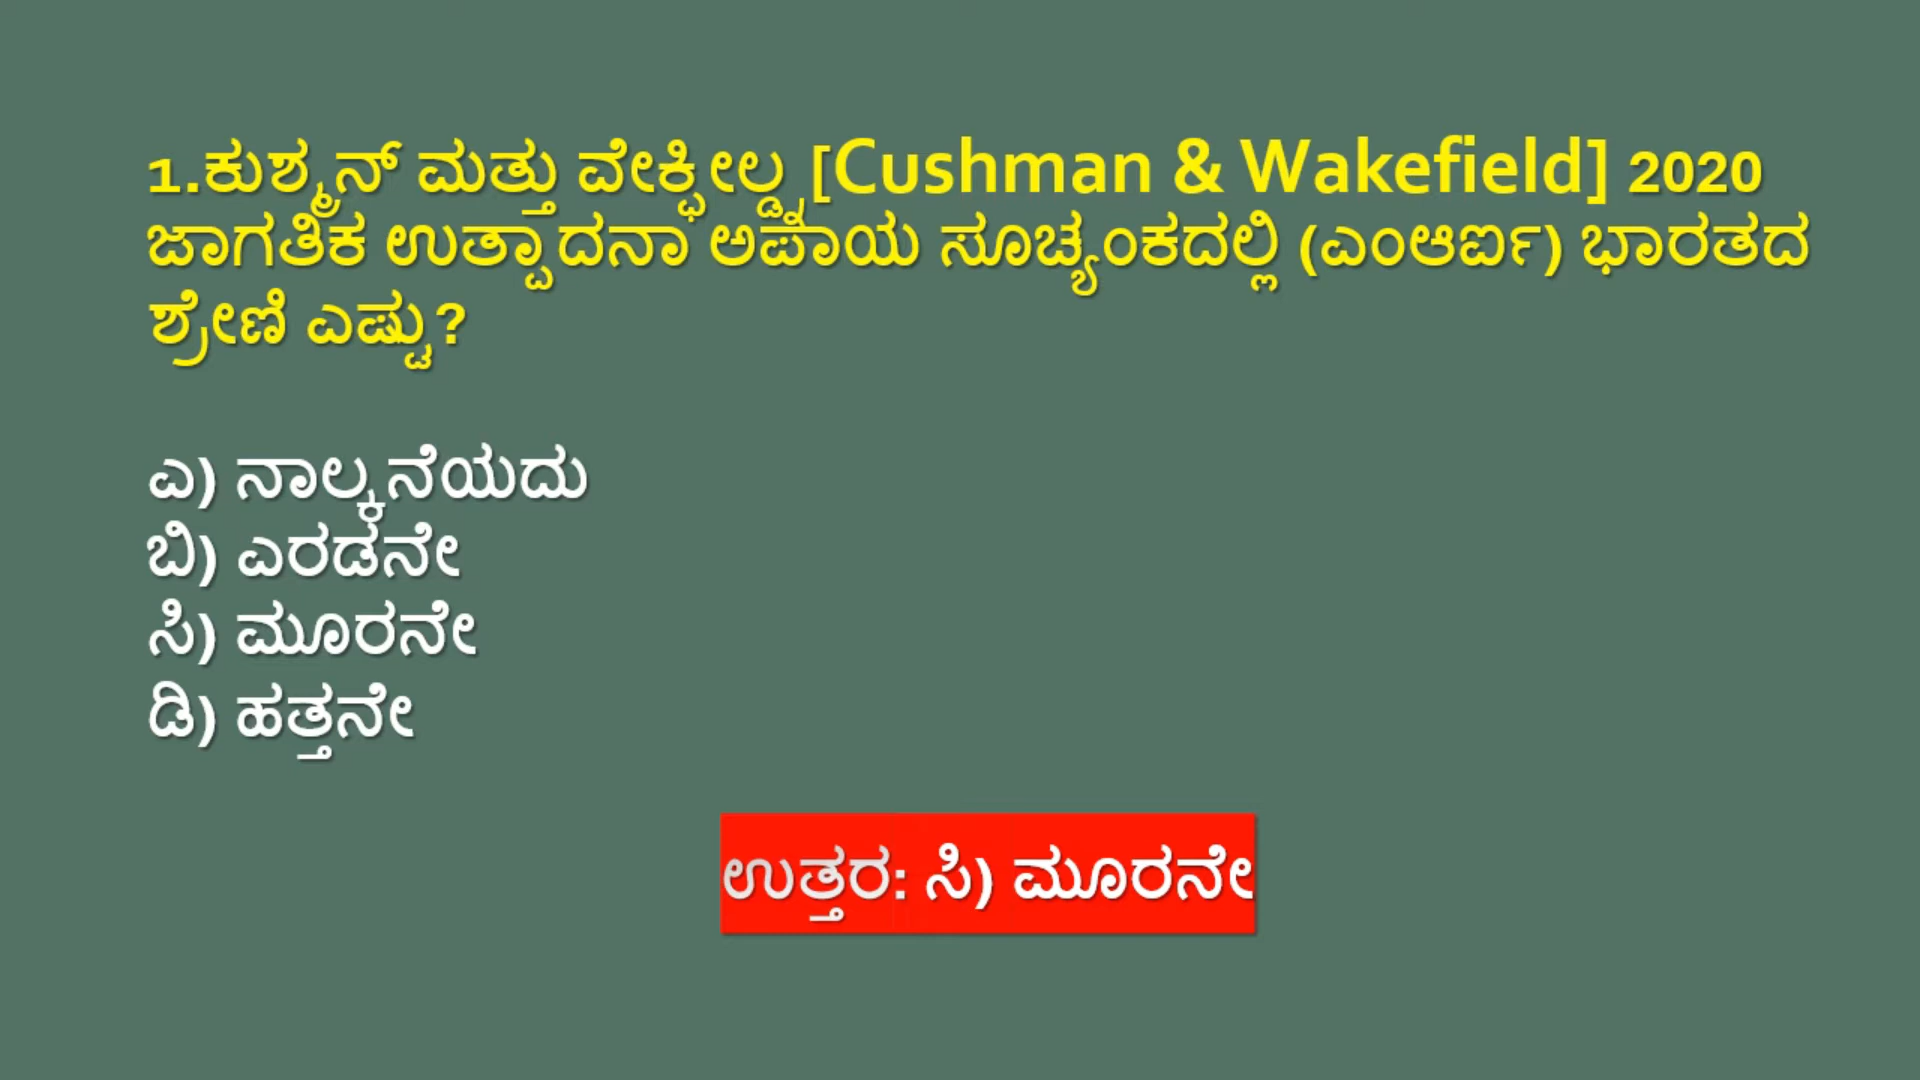 1.ಕುಶ್ಮನ್ ಮತ್ತು ವೇಕ್ಫೀಲ್ಡ್ನ [Cushman & Wakefield] 2020
ಜಾಗತಿಕ ಉತ್ಪಾದನಾ ಅಪಾಯ ಸೂಚ್ಯಂಕದಲ್ಲಿ (ಎಂಆರ್ಐ) ಭಾರತದ
ಶ್ರೇಣಿ ಎಷ್ಟು?
ಎ) ನಾಲ್ಕನೆಯದು
ಬಿ) ಎರಡನೇ
ಸಿ) ಮೂರನೇ
ಡಿ) ಹತ್ತನೇ
ಉತ್ತರ: ಸಿ) ಮೂರನೇ